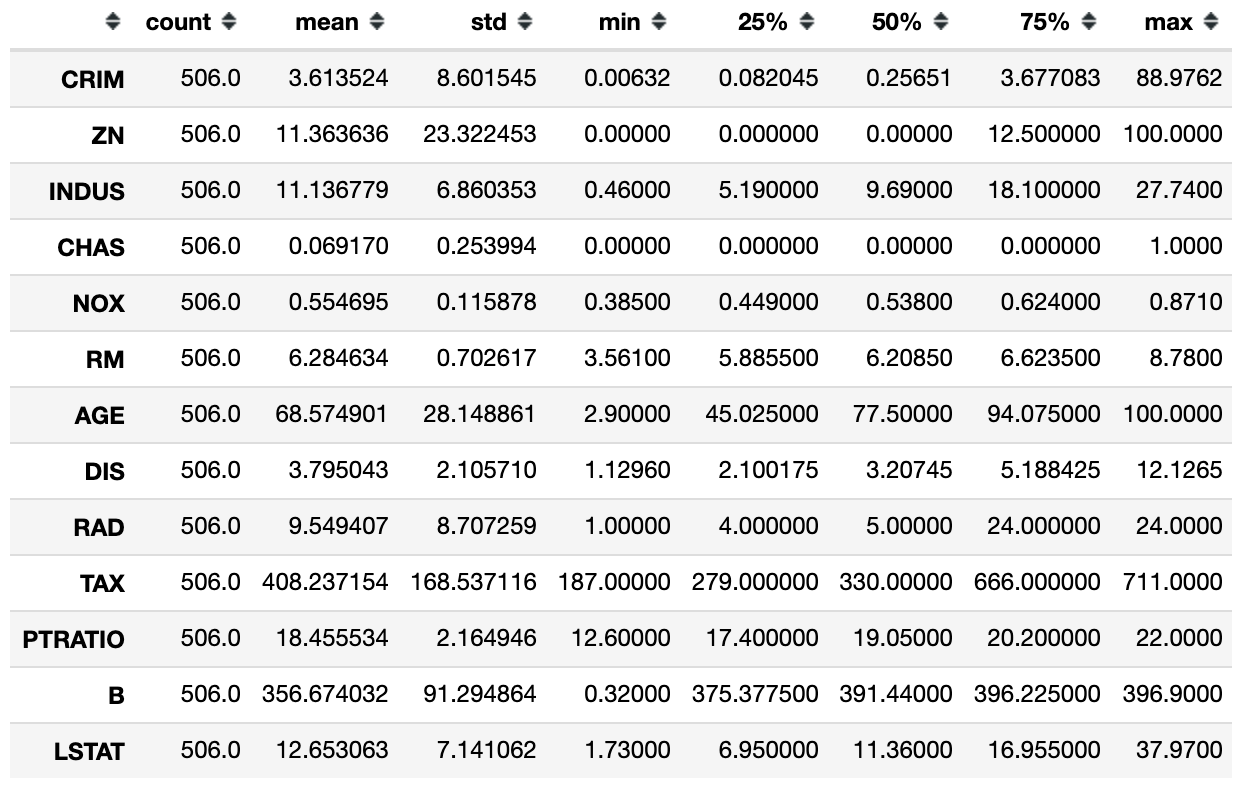 count mean std min 25% 50% 75% max
CRIM 506.0 3.613524 8.601545 0.00632 0.082045 0.25651 3.677083 88.9762
ZN 506.0 11.363636 23.322453 0.00000 0.000000 0.00000 12.500000 100.0000
INDUS 506.0 11.136779 6.860353 0.46000 5.190000 9.69000 18.100000 27.7400
CHAS 506.0 0.069170 0.253994 0.00000 0.000000 0.00000 0.000000 1.0000
NOX 506.0 0.554695 0.115878 0.38500 0.449000 0.53800 0.624000 0.8710
RM 506.0 6.284634 0.702617 3.56100 5.885500 6.20850 6.623500 8.7800
AGE 506.0 68.574901 28.148861 2.90000 45.025000 77.50000 94.075000 100.0000
DIS 506.0 3.795043 2.105710 1.12960 2.100175 3.20745 5.188425 12.1265
RAD 506.0 9.549407 8.707259 1.00000 4.000000 5.00000 24.000000 24.0000
TAX 506.0 408.237154 168.537116 187.00000 279.000000 330.00000 666.000000 711.0000
PTRATIO 506.0 18.455534 2.164946 12.60000 17.400000 19.05000 20.200000 22.0000
B 506.0 356.674032 91.294864 0.32000 375.377500 391.44000 396.225000 396.9000
LSTAT 506.0 12.653063 7.141062 1.73000 6.950000 11.36000 16.955000 37.9700